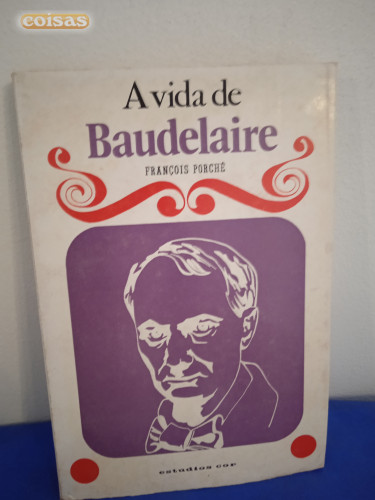 coisas
A vida de
Baudelaire
FRANÇOIS PORCHÉ
estudios cor